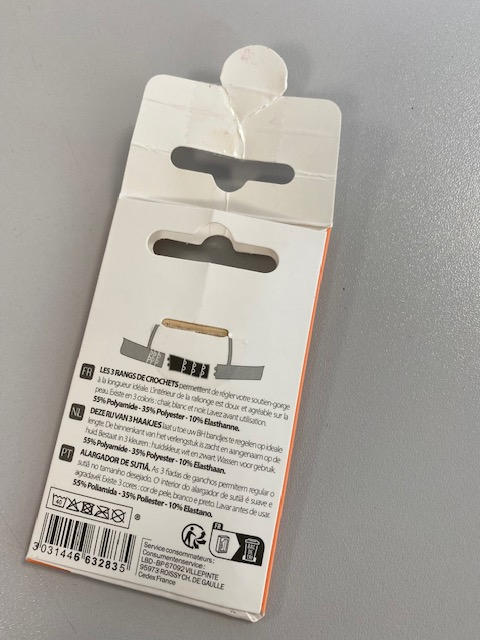 FR LES 3 RANGS DE CROCHETS permettent de régler votre soutien-gorge
à la longueur idéale. L'intérieur de la rallonge est doux et agréable sur la
peau. Existe en 3 coloris : chair, blanc et noir. Lavez avant utilisation.
55% Polyamide - 35% Polyester - 10% Elasthanne.
NL DEZE RIJ VAN 3 HAAKJES laat u toe uw BH bandjes te regelen op ideale
lengte. De binnenkant van het verlengstuk is zacht en aangenaam op de
huid. Bestaat in 3 kleuren : huidskleur, wit en zwart. Wassen voor gebruik.
55% Polyamide - 35% Polyester - 10% Elasthaan.
PT ALARGADOR DE SUTIÃ. As 3 fiadas de ganchos permitem regular o
sutiã no tamanho desejado. O interior do alargador de sutiã é suave e
agradável. Existe 3 cores : cor de pele, branco e preto. Lavar antes de usar.
55% Poliamida - 35% Poliester - 10% Elastano.
®
3 031446 632835
FR
Service consommateurs :
Consumentenservice :
LBD - BP 67092 VILLEPINTE
95973 ROISSY CH. DE GAULLE
Cedex France